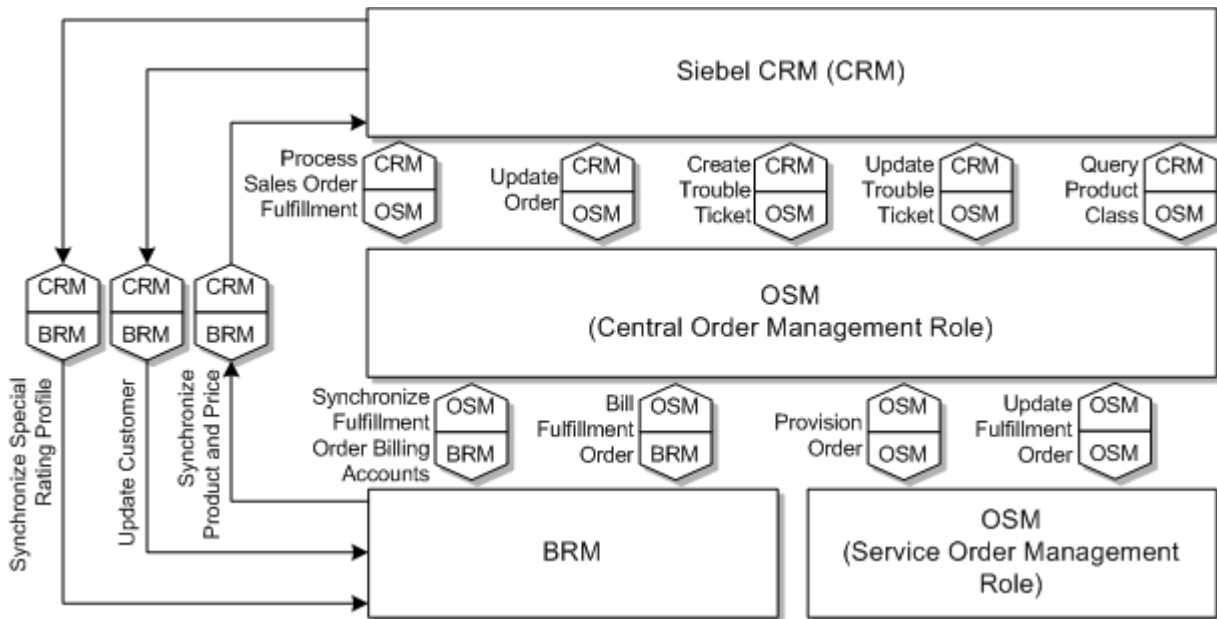 Siebel CRM (CRM)
Process
Sales Order
Fulfillment
CRM
OSM
Update
Order
CRM
OSM
Create
Trouble
Ticket
CRM
OSM
Update
Trouble
Ticket
CRM
OSM
Query
Product
Class
CRM
OSM
CRM
BRM
CRM
BRM
CRM
BRM
OSM
(Central Order Management Role)
Synchronize Special
Rating Profile
Update Customer
Synchronize
Product and Price
Synchronize
Fulfillment
Order Billing
Accounts
OSM
BRM
Bill
Fulfillment
Order
OSM
BRM
Provision
Order
OSM
OSM
Update
Fulfillment
Order
OSM
OSM
BRM
OSM
(Service Order Management
Role)